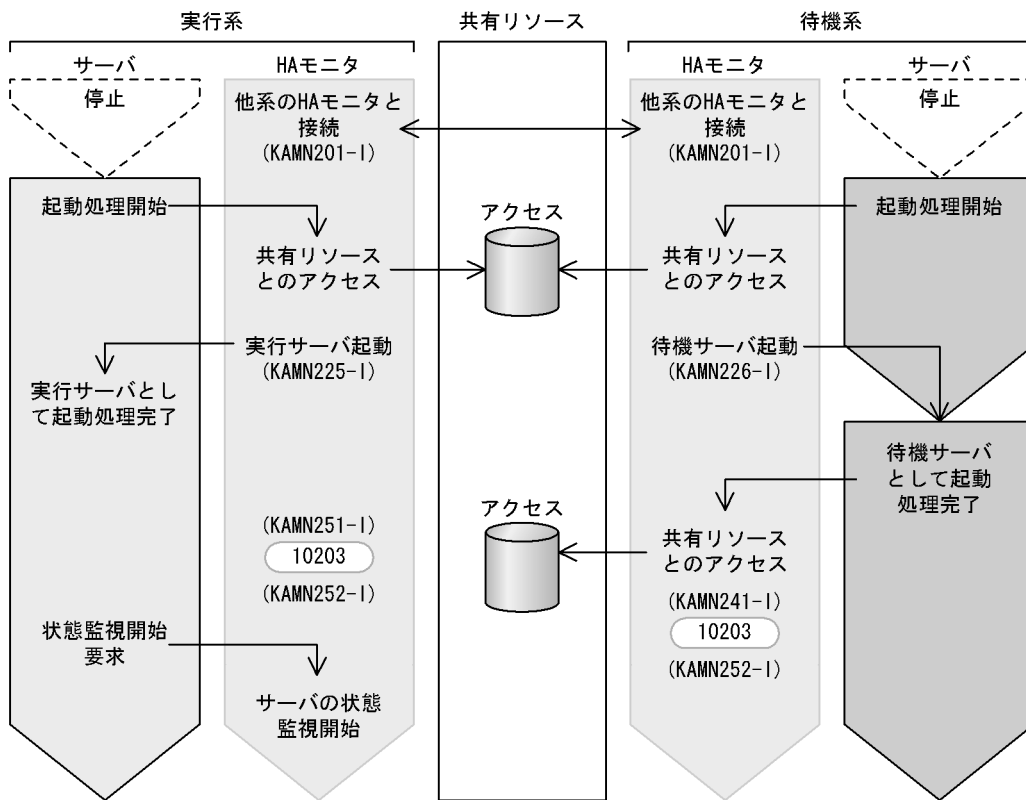 実行系
共有リソース
待機系
サーバ
HAモニタ
HAモニタ
サーバ
停止
他系のHAモニタと
接続
(KAMN201-I)
他系のHAモニタと
接続
(KAMN201-I)
停止
起動処理開始
アクセス
起動処理開始
共有リソース
とのアクセス
共有リソース
とのアクセス
実行サーバ起動
(KAMN225-I)
待機サーバ起動
(KAMN226-I)
実行サーバとし
て起動処理完了
待機サーバ
として起動
処理完了
アクセス
(KAMN251-I)
10203
(KAMN252-I)
共有リソース
とのアクセス
(KAMN241-I)
10203
(KAMN252-I)
状態監視開始
要求
サーバの状態
監視開始